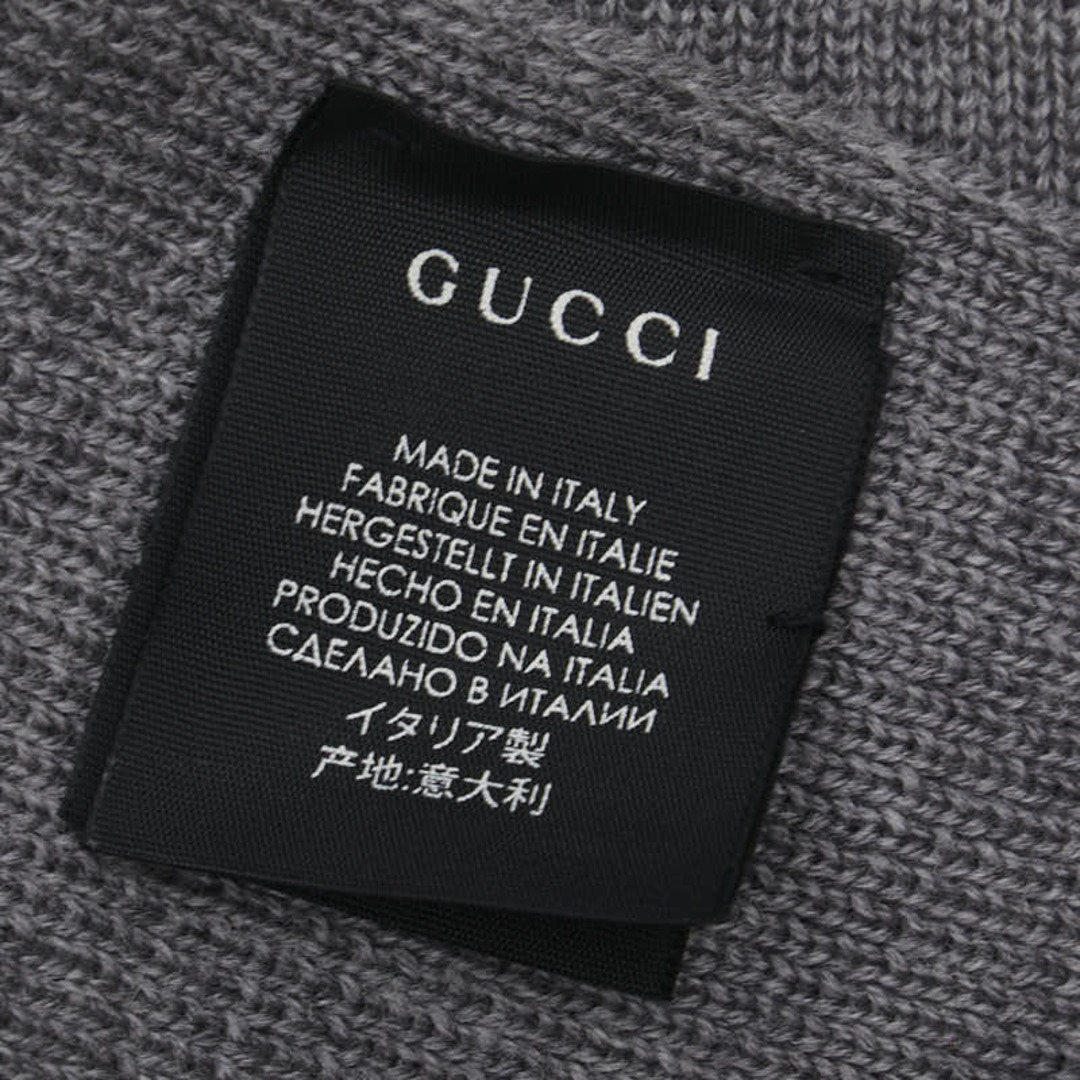 GUCCI
MADE IN ITALY
FABRIQUE EN ITALIE
HERGESTELLT IN ITALIEN
HECHO EN ITALIA
PRODUZIDO NA ITALIA
СДЕЛАНО В ИТАЛИИ
イタリア製
产地:意大利